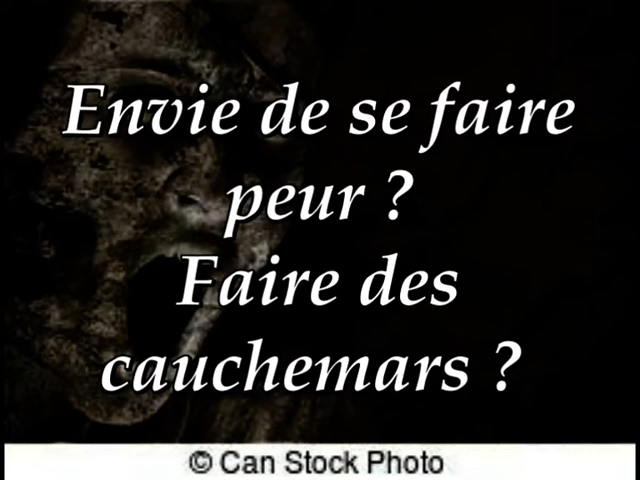 Envie de se faire
peur ?
Faire des
cauchemars ?
© Can Stock Photo